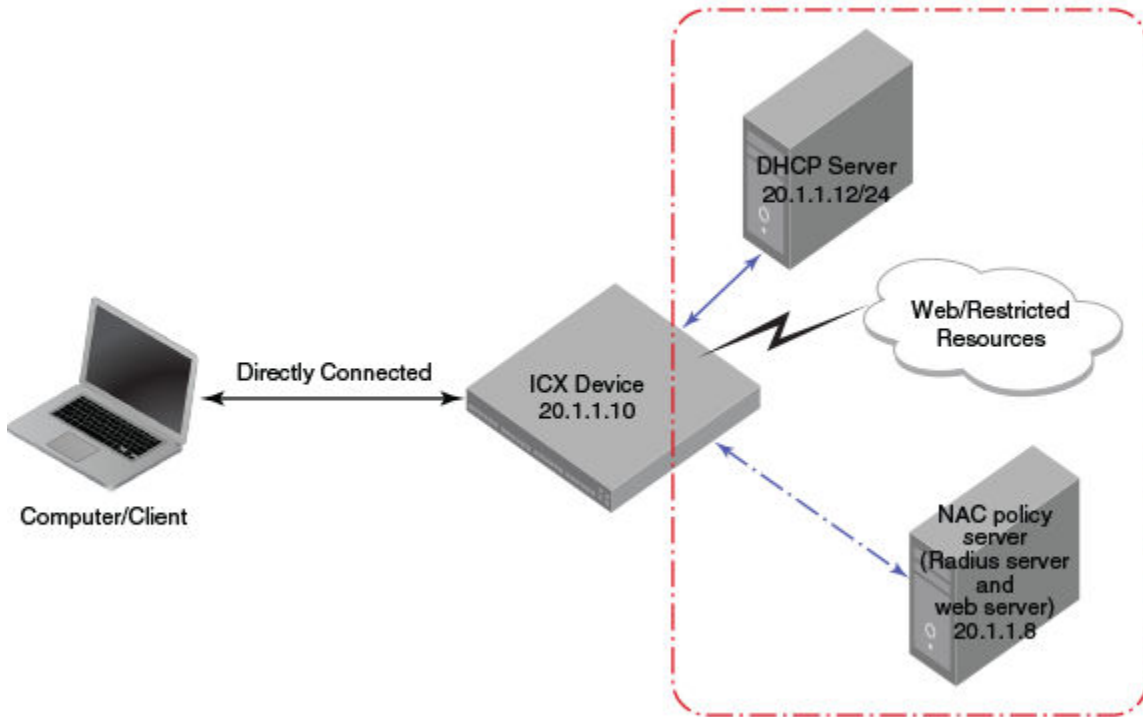 DHCP Server
20.1.1.12/24
Web/Restricted
Resources
Directly Connected
ICX Device
20.1.1.10
Computer/Client
NAC policy
server
(Radius server
and
web server)
20.1.1.8